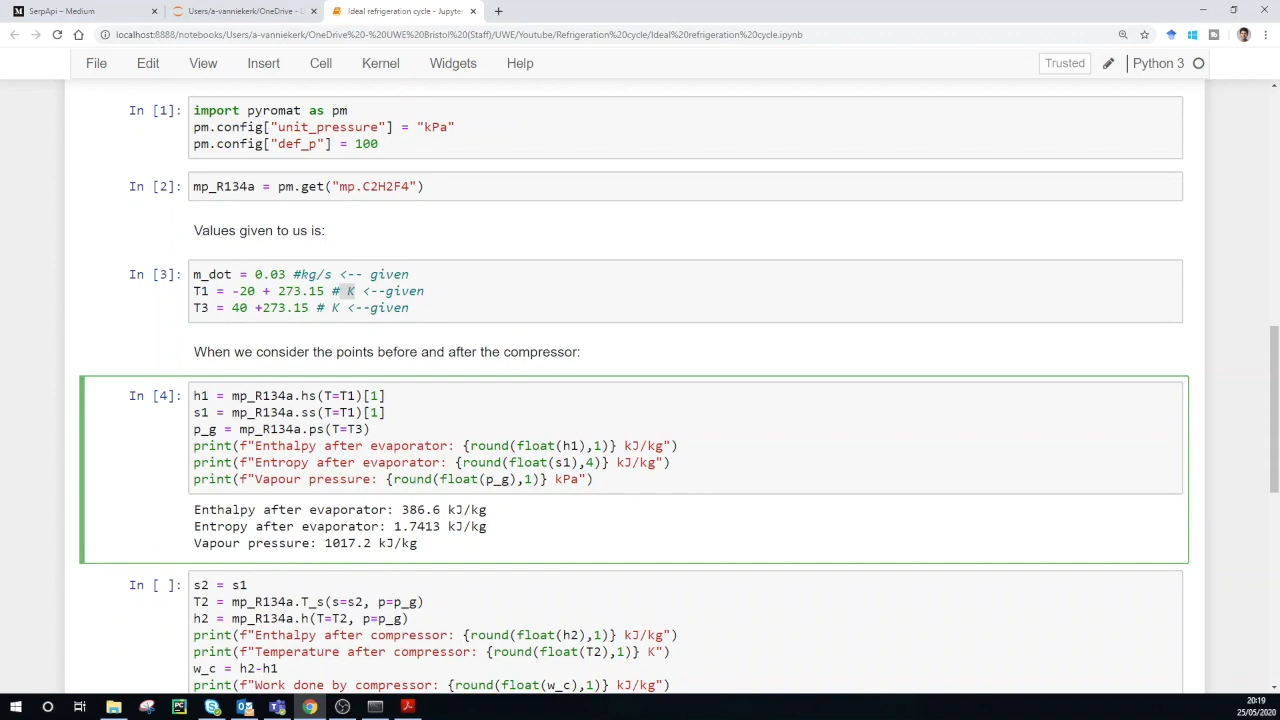 SerpApi – Medium
Users/a-vanniekerk/OneDrive - U
Ideal refrigeration cycle - Jupyter
localhost:8888/notebooks/Users/a-vanniekerk/OneDrive%20-%20UWE%20Bristol%20(Staff)/UWE/Youtube/Refrigeration%20cycle/Ideal%20refrigeration%20cycle.ipynb
File Edit View Insert Cell Kernel Widgets Help Trusted Python 3
In [1]: import pyromat as pm
pm.config["unit_pressure"] = "kPa"
pm.config["def_p"] = 100
In [2]: mp_R134a = pm.get("mp.C2H2F4")
Values given to us is:
In [3]: m_dot = 0.03 #kg/s <-- given
T1 = -20 + 273.15 # K <--given
T3 = 40 +273.15 # K <--given
When we consider the points before and after the compressor:
In [4]: h1 = mp_R134a.hs(T=T1)[1]
s1 = mp_R134a.ss(T=T1)[1]
p_g = mp_R134a.ps(T=T3)
print(f"Enthalpy after evaporator: {round(float(h1),1)} kJ/kg")
print(f"Entropy after evaporator: {round(float(s1),4)} kJ/kg")
print(f"Vapour pressure: {round(float(p_g),1)} kPa")
Enthalpy after evaporator: 386.6 kJ/kg
Entropy after evaporator: 1.7413 kJ/kg
Vapour pressure: 1017.2 kJ/kg
In [ ]: s2 = s1
T2 = mp_R134a.T_s(s=s2, p=p_g)
h2 = mp_R134a.h(T=T2, p=p_g)
print(f"Enthalpy after compressor: {round(float(h2),1)} kJ/kg")
print(f"Temperature after compressor: {round(float(T2),1)} K")
w_c = h2-h1
print(f"Work done by compressor: {round(float(w_c),1)} kJ/kg")
20:19
25/05/2020